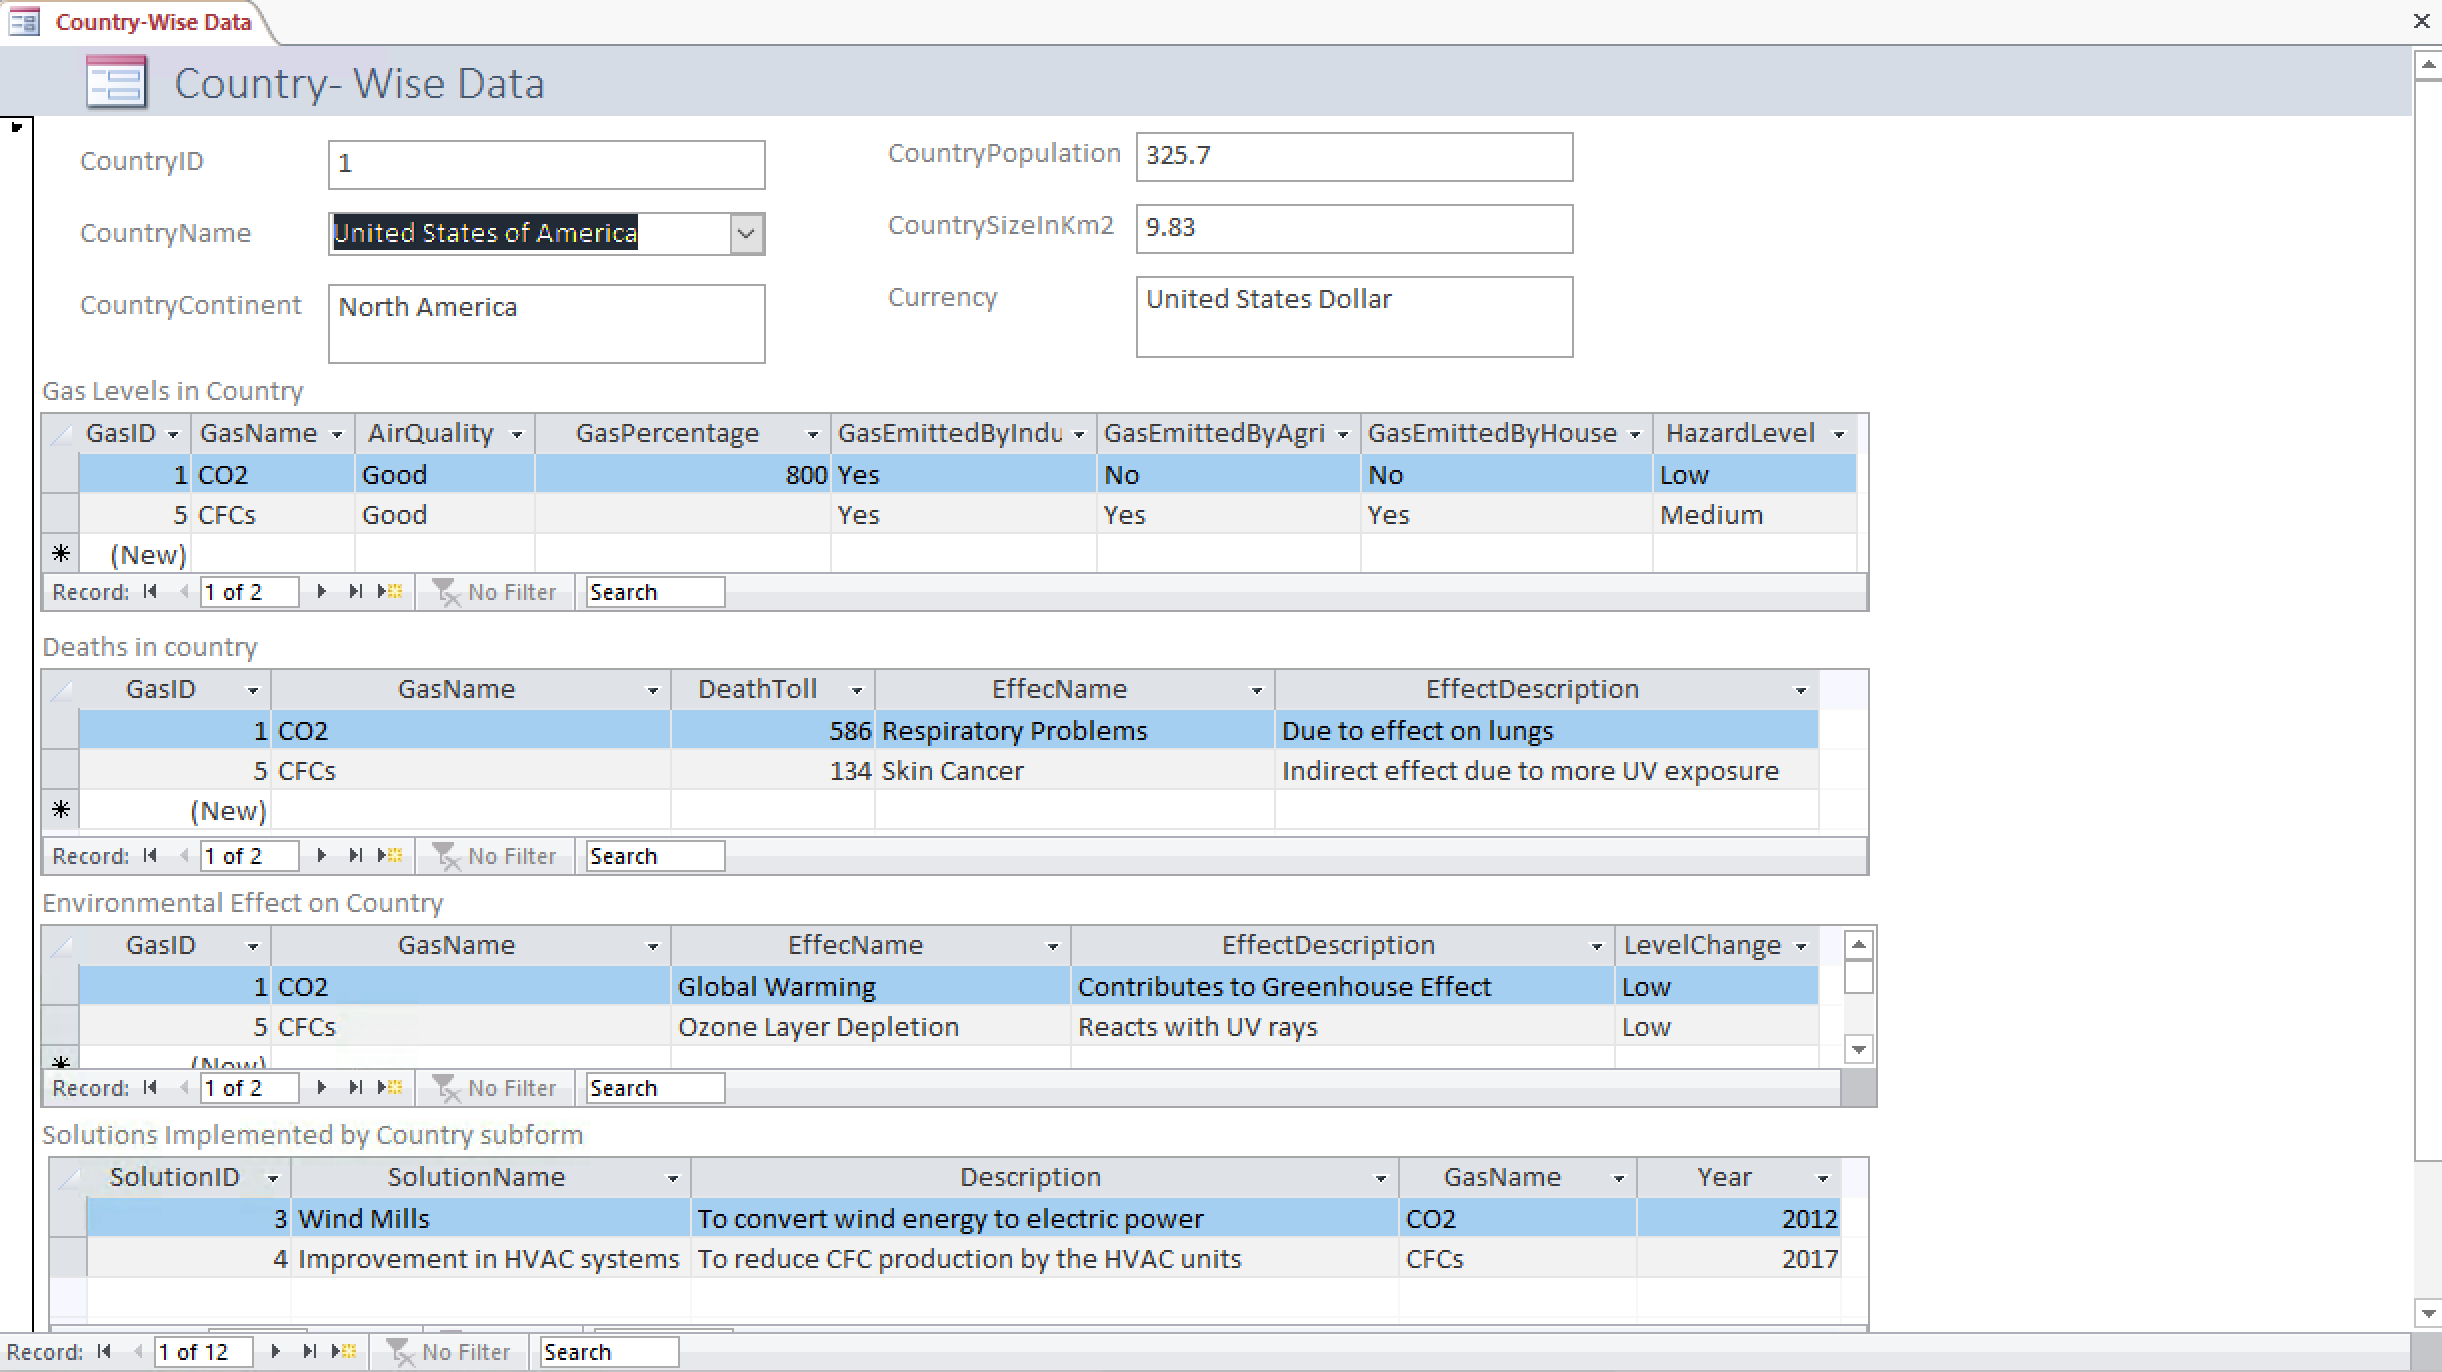 Country-Wise Data
Country- Wise Data
CountryID 1 CountryPopulation 325.7
CountryName United States of America CountrySizeInKm2 9.83
CountryContinent North America Currency United States Dollar
Gas Levels in Country
GasID GasName AirQuality GasPercentage GasEmittedByIndu GasEmittedByAgri GasEmittedByHouse HazardLevel
1 CO2 Good 800 Yes No No Low
5 CFCs Good Yes Yes Yes Medium
(New)
Record: 1 of 2 No Filter Search
Deaths in country
GasID GasName DeathToll EffecName EffectDescription
1 CO2 586 Respiratory Problems Due to effect on lungs
5 CFCs 134 Skin Cancer Indirect effect due to more UV exposure
(New)
Record: 1 of 2 No Filter Search
Environmental Effect on Country
GasID GasName EffecName EffectDescription LevelChange
1 CO2 Global Warming Contributes to Greenhouse Effect Low
5 CFCs Ozone Layer Depletion Reacts with UV rays Low
(New)
Record: 1 of 2 No Filter Search
Solutions Implemented by Country subform
SolutionID SolutionName Description GasName Year
3 Wind Mills To convert wind energy to electric power CO2 2012
4 Improvement in HVAC systems To reduce CFC production by the HVAC units CFCs 2017
Record: 1 of 12 No Filter Search